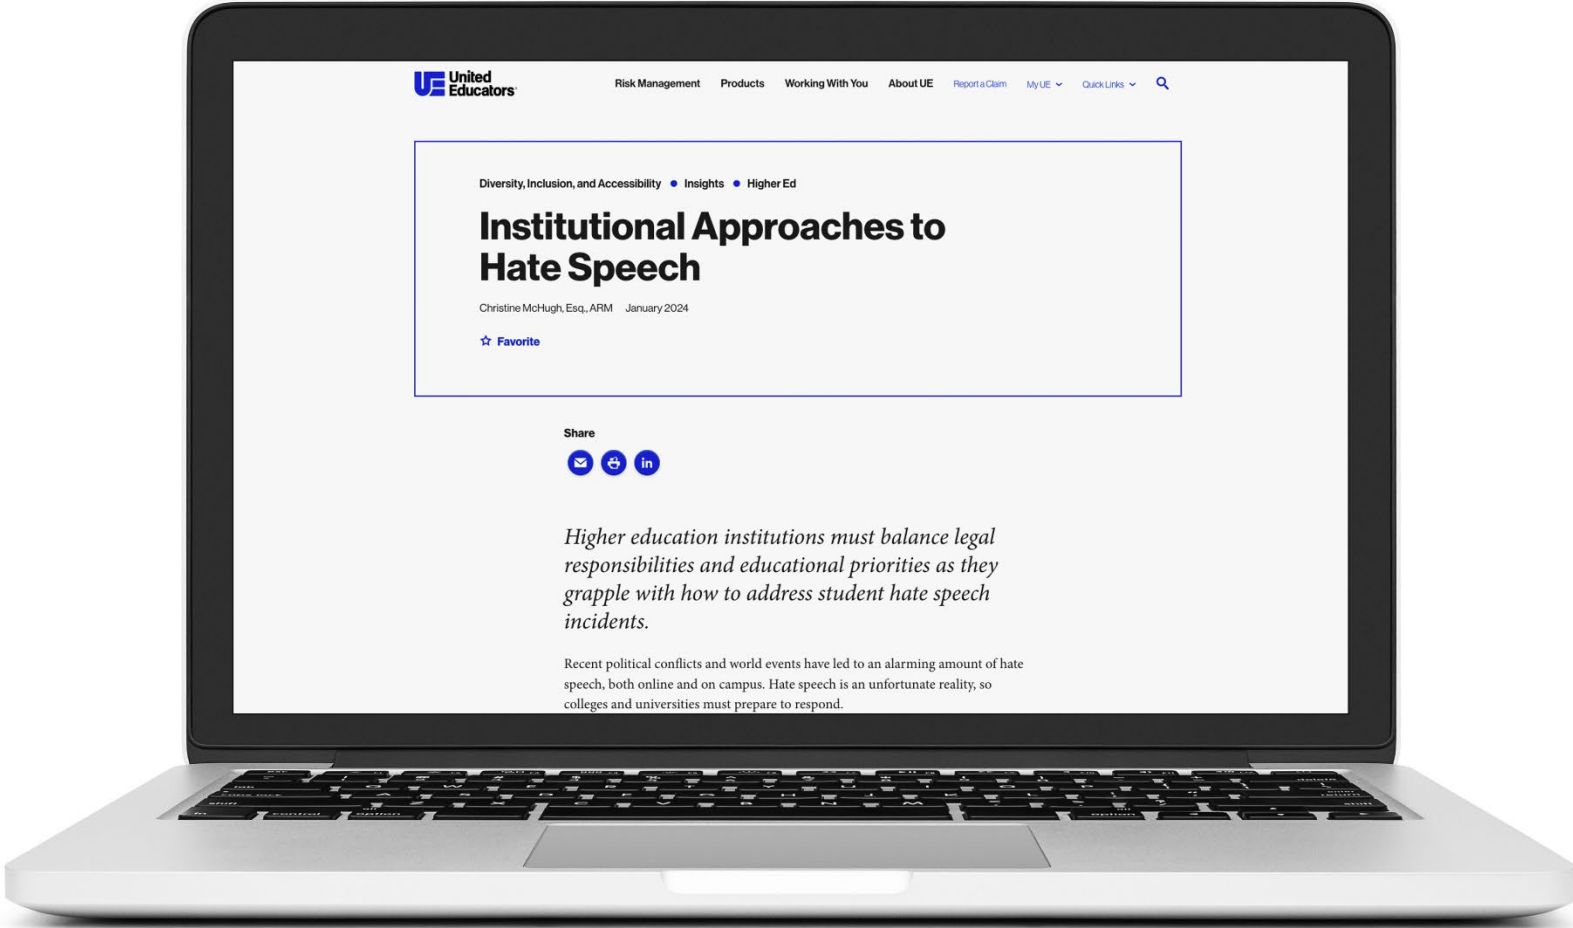 United
Educators
Risk Management Products Working With You About UE Report a Claim My UE Quick Links
Diversity, Inclusion, and Accessibility • Insights • Higher Ed
Institutional Approaches to
Hate Speech
Christine McHugh, Esq., ARM January 2024
Favorite
Share
in
Higher education institutions must balance legal
responsibilities and educational priorities as they
grapple with how to address student hate speech
incidents.
Recent political conflicts and world events have led to an alarming amount of hate
speech, both online and on campus. Hate speech is an unfortunate reality, so
colleges and universities must prepare to respond.